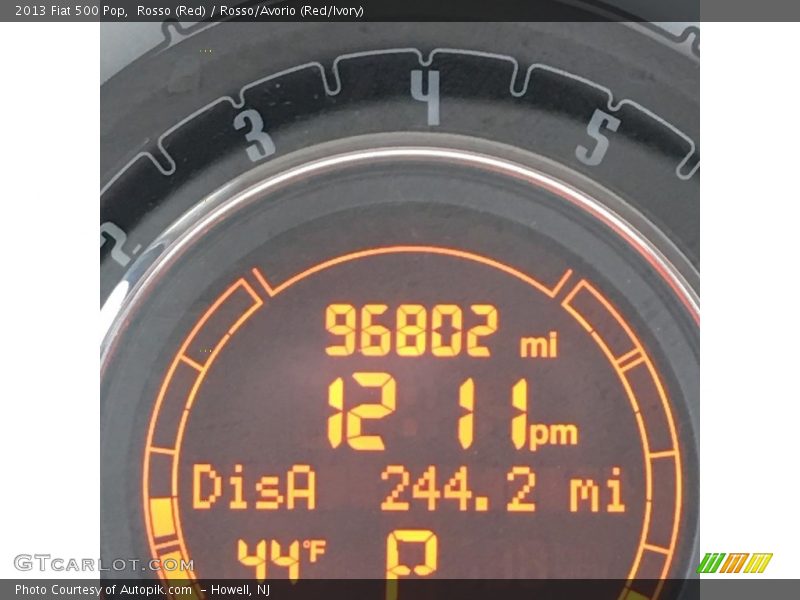 2013 Fiat 500 Pop,  Rosso (Red) / Rosso/Avorio (Red/Ivory)
2 3 4 5
96802 mi
12 11 pm
DisA 244.2 mi
44°F P
GTCARLOT.COM
Photo Courtesy of Autopik.com  – Howell, NJ